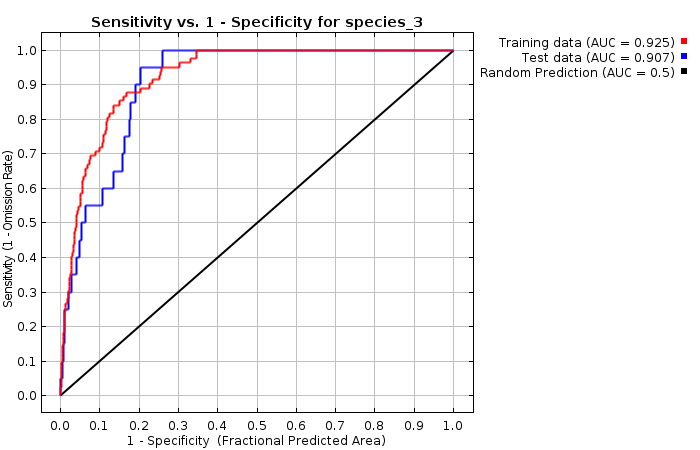 Sensitivity vs. 1 - Specificity for species_3
Training data (AUC = 0.925)
Test data (AUC = 0.907)
Random Prediction (AUC = 0.5)
Sensitivity (1 - Omission Rate)
1.0
0.9
0.8
0.7
0.6
0.5
0.4
0.3
0.2
0.1
0.0
0.0 0.1 0.2 0.3 0.4 0.5 0.6 0.7 0.8 0.9 1.0
1 - Specificity (Fractional Predicted Area)